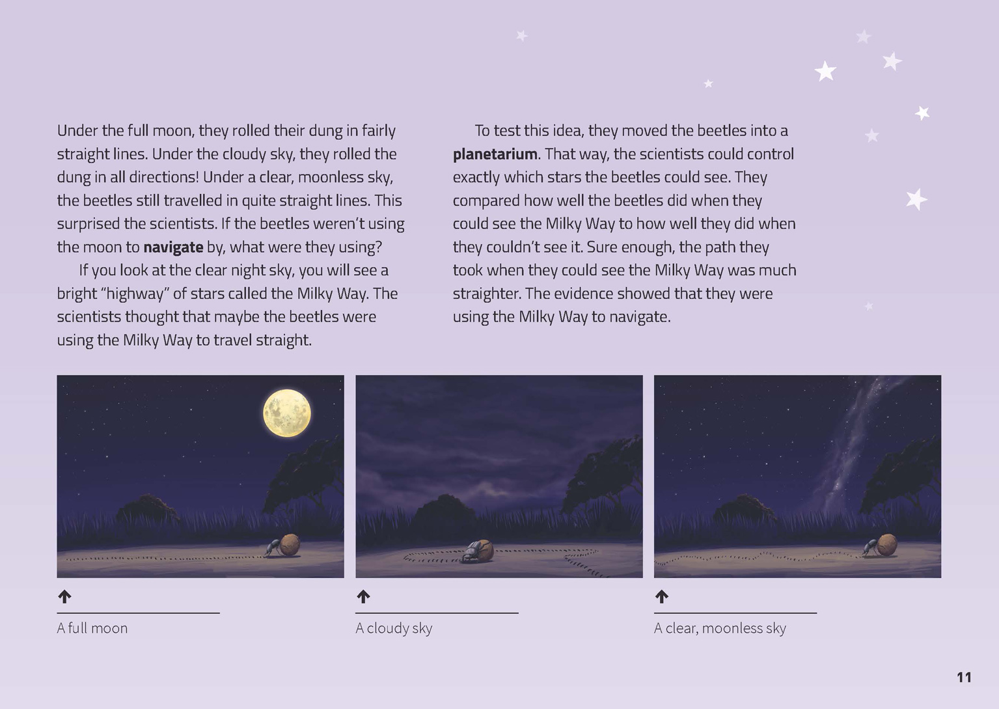 Under the full moon, they rolled their dung in fairly
straight lines. Under the cloudy sky, they rolled the
dung in all directions! Under a clear, moonless sky,
the beetles still travelled in quite straight lines. This
surprised the scientists. If the beetles weren’t using
the moon to navigate by, what were they using?
If you look at the clear night sky, you will see a
bright “highway” of stars called the Milky Way. The
scientists thought that maybe the beetles were
using the Milky Way to travel straight.
To test this idea, they moved the beetles into a
planetarium. That way, the scientists could control
exactly which stars the beetles could see. They
compared how well the beetles did when they
could see the Milky Way to how well they did when
they couldn’t see it. Sure enough, the path they
took when they could see the Milky Way was much
straighter. The evidence showed that they were
using the Milky Way to navigate.
A full moon
A cloudy sky
A clear, moonless sky
11